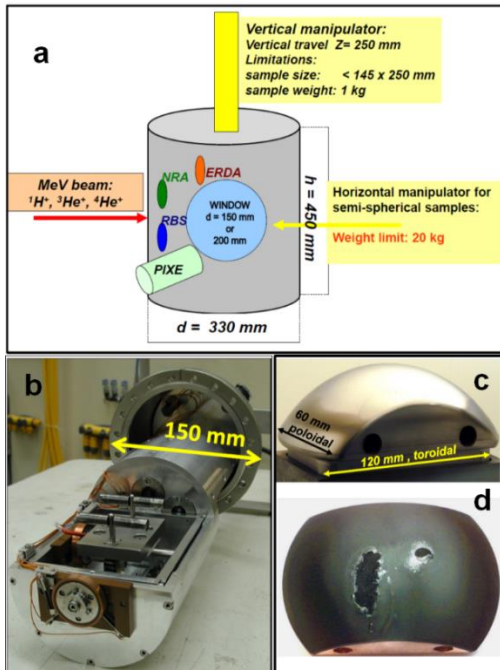 a
Vertical manipulator:
Vertical travel Z= 250 mm
Limitations:
sample size: < 145 x 250 mm
sample weight: 1 kg
MeV beam:
¹H⁺, ³He⁺, ⁴He⁺
NRA
ERDA
RBS
WINDOW
d = 150 mm
or
200 mm
PIXE
h = 450mm
Horizontal manipulator for
semi-spherical samples:
Weight limit: 20 kg
d = 330 mm
b
150 mm
c
60 mm
poloidal
120 mm , toroidal
d